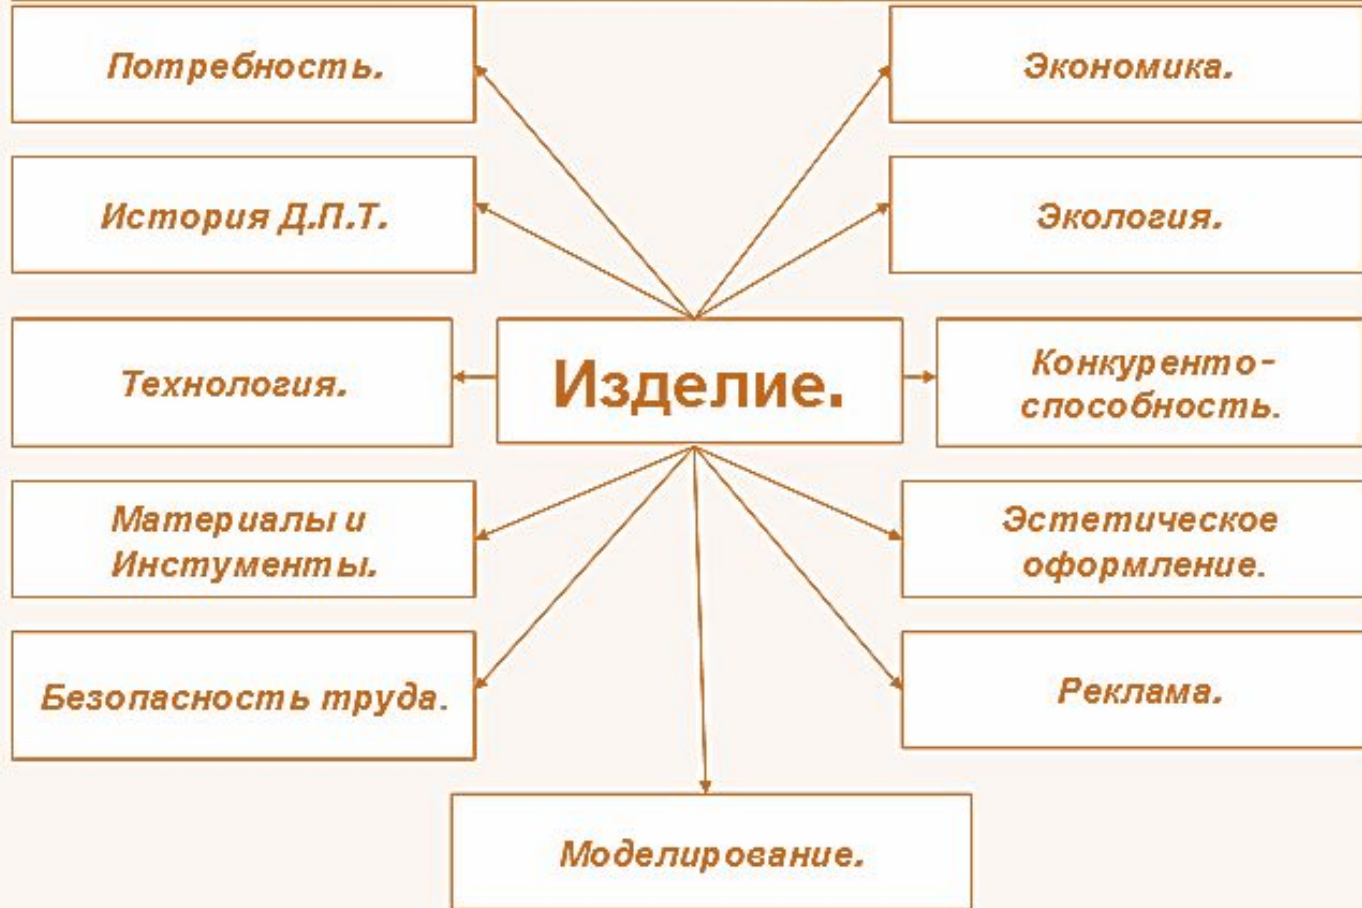 Потребность.
Экономика.
История Д.П.Т.
Экология.
Технология.
Изделие.
Конкуренто-
способность.
Материалы и
Инстументы.
Эстетическое
оформление.
Безопасность труда.
Реклама.
Моделирование.